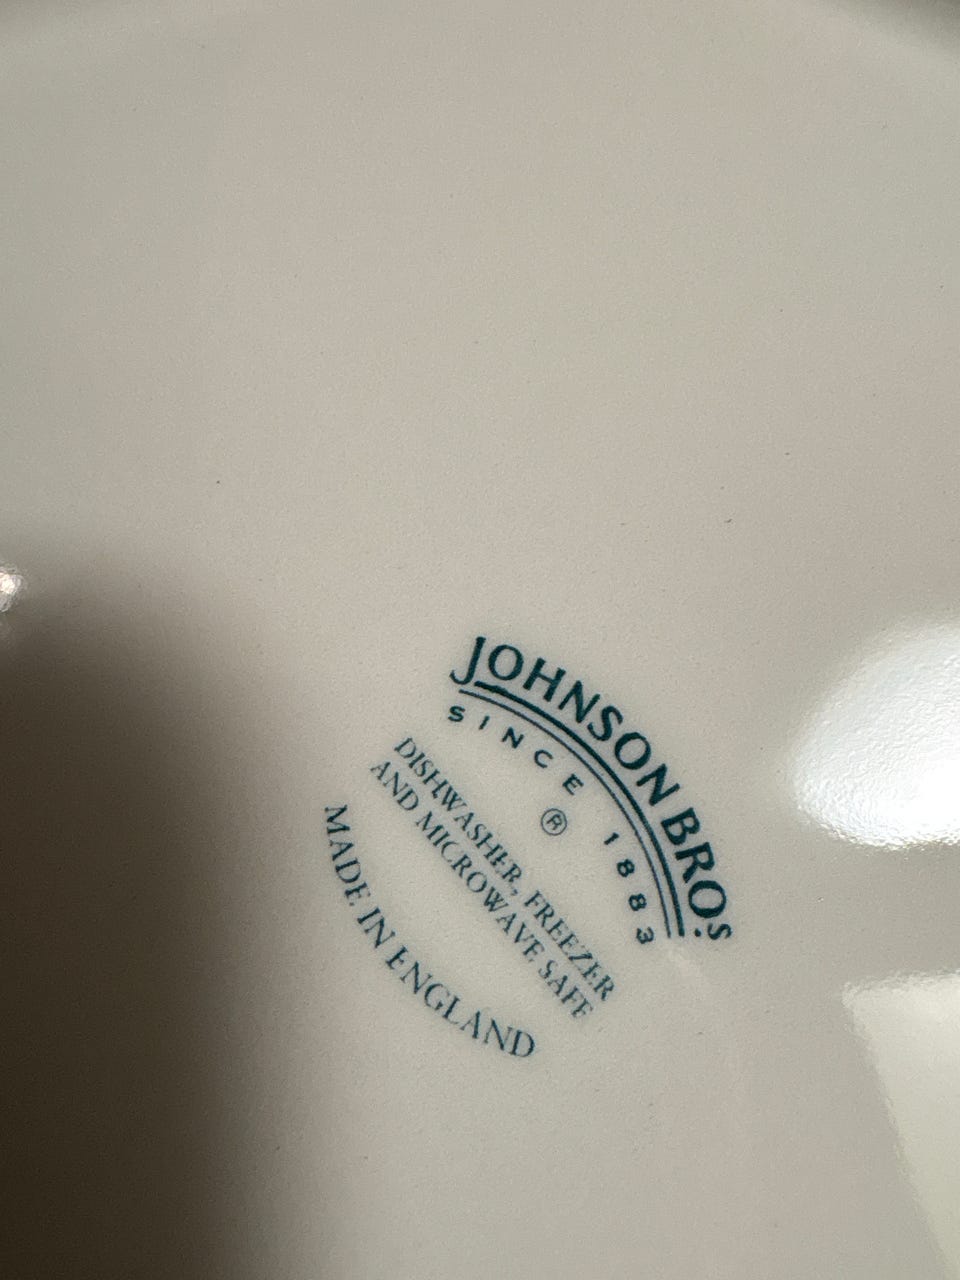 JOHNSON BROS
SINCE 1883
®
DISHWASHER, FREEZER
AND MICROWAVE SAFE
MADE IN ENGLAND